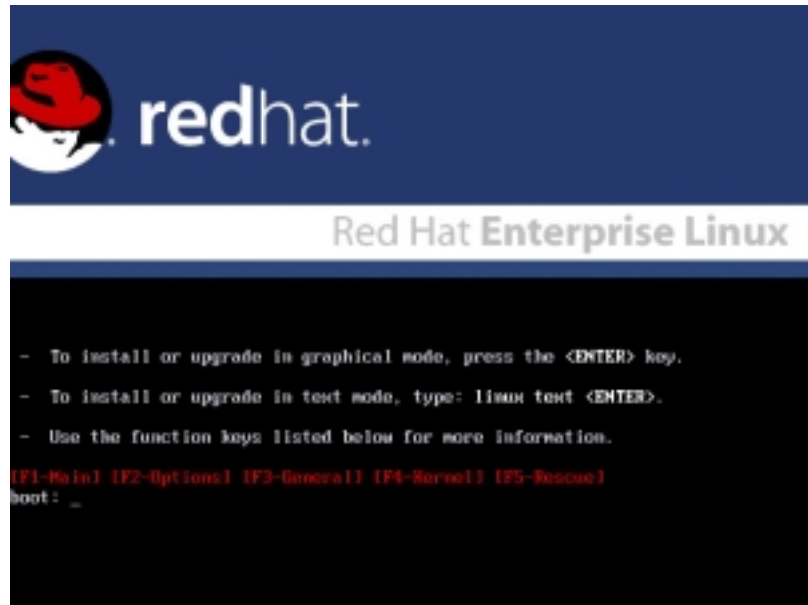 redhat.
Red Hat Enterprise Linux
- To install or upgrade in graphical mode, press the <ENTER> key.
- To install or upgrade in text mode, type: linux text <ENTER>.
- Use the function keys listed below for more information.
[F1-Main] [F2-Options] [F3-General] [F4-Kernel] [F5-Rescue]
boot: _